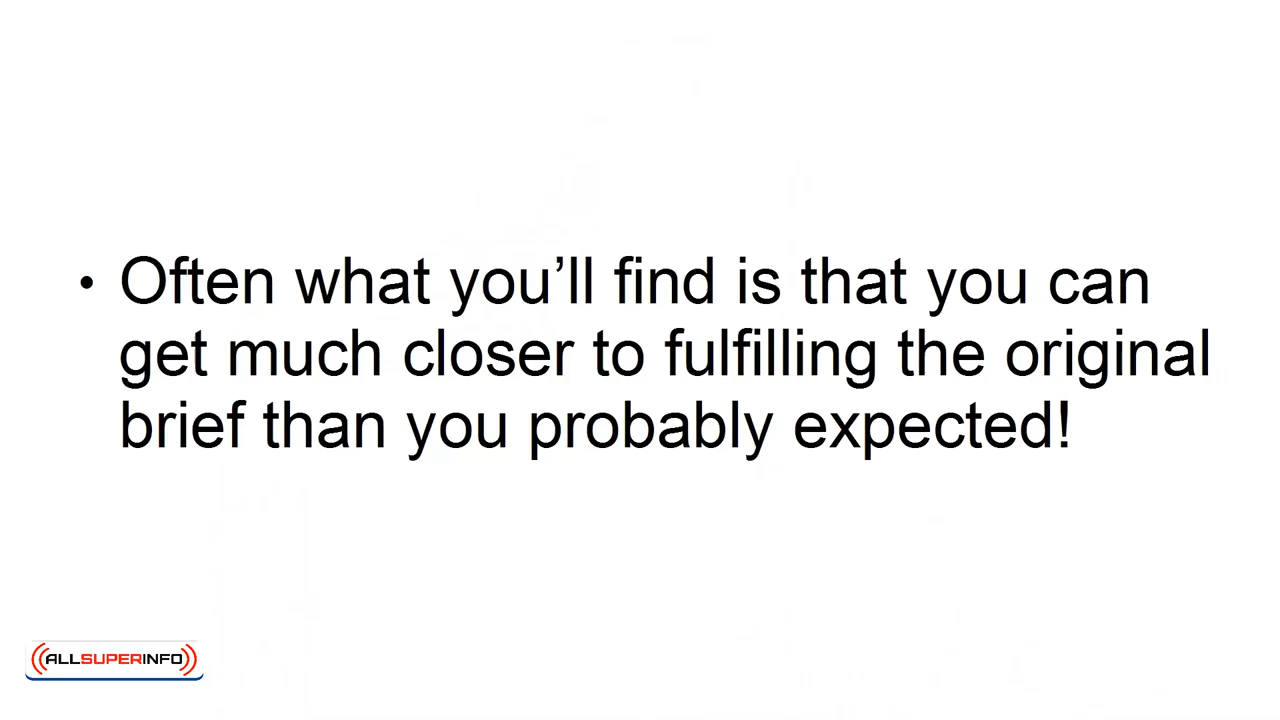 • Often what you’ll find is that you can
get much closer to fulfilling the original
brief than you probably expected!
ALLSUPERINFO